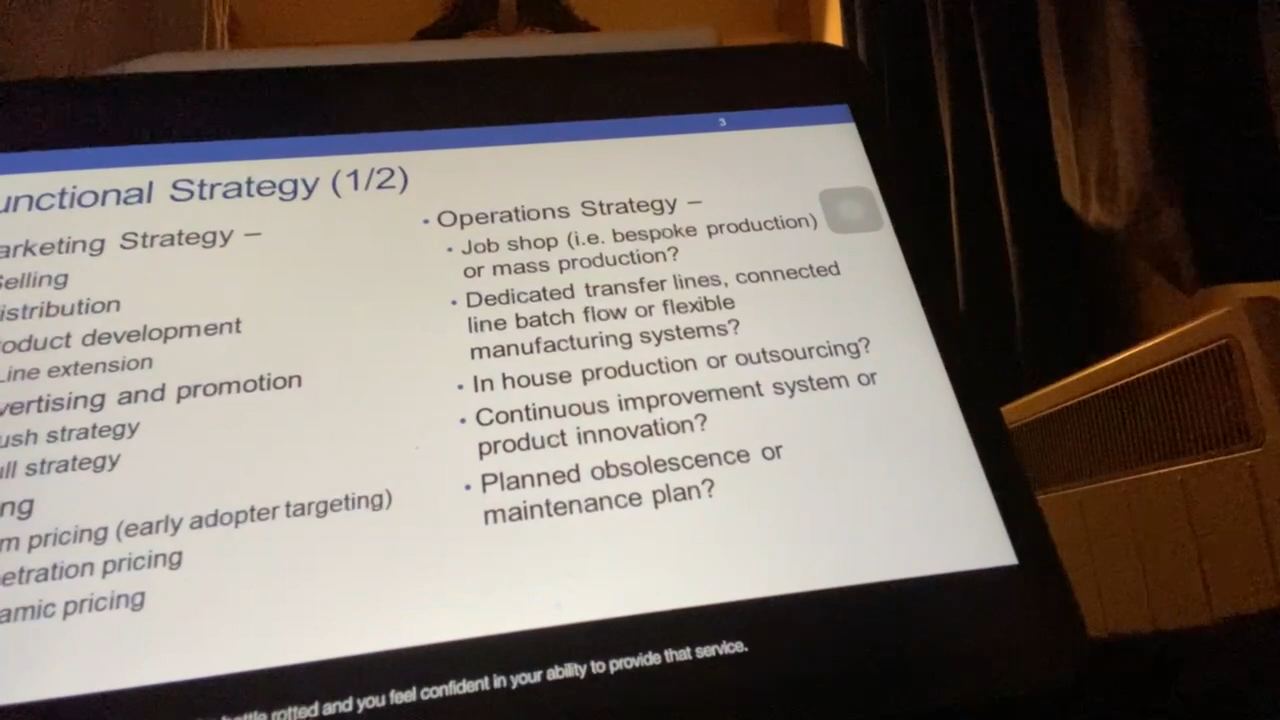 3
unctional Strategy (1/2)
arketing Strategy –
Selling
istribution
oduct development
Line extension
vertising and promotion
ush strategy
ull strategy
ng
m pricing (early adopter targeting)
etration pricing
amic pricing
• Operations Strategy –
• Job shop (i.e. bespoke production)
or mass production?
• Dedicated transfer lines, connected
line batch flow or flexible
manufacturing systems?
• In house production or outsourcing?
• Continuous improvement system or
product innovation?
• Planned obsolescence or
maintenance plan?
rotted and you feel confident in your ability to provide that service.